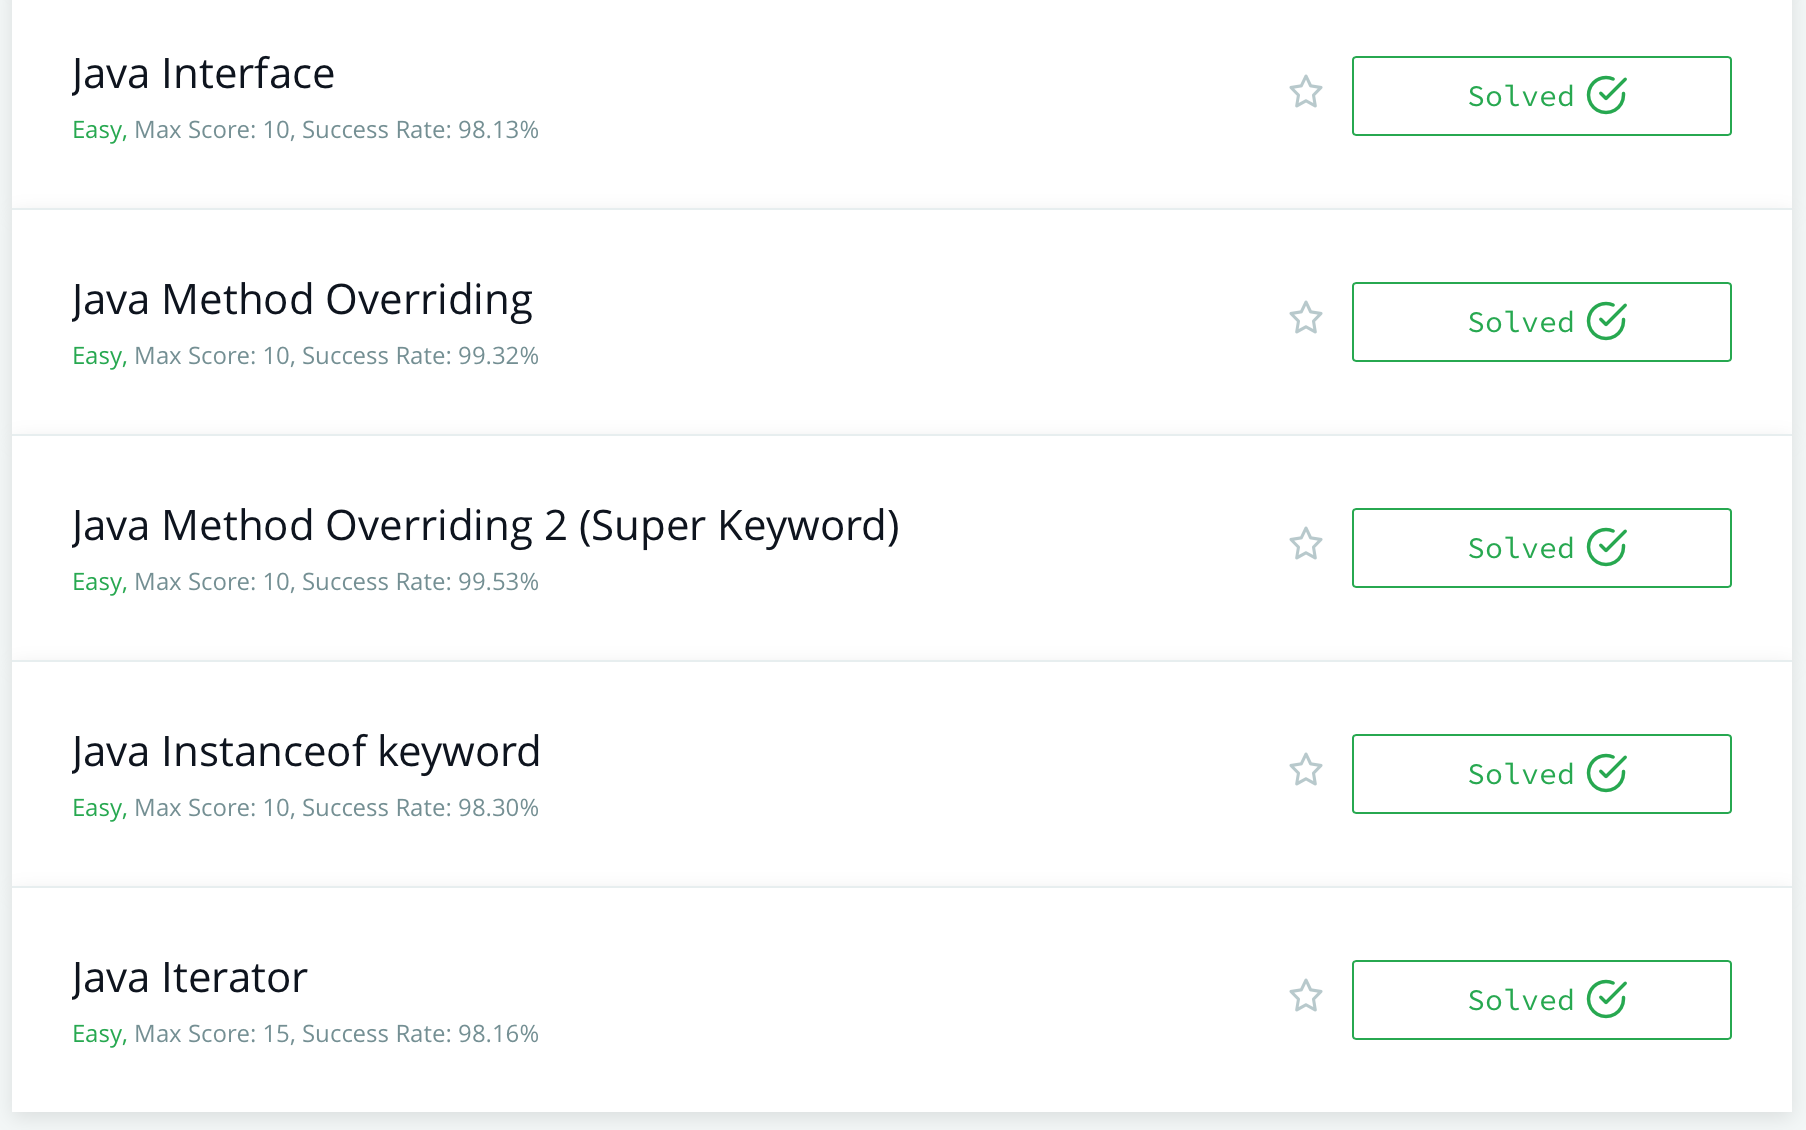 Java Interface
Easy, Max Score: 10, Success Rate: 98.13%
Solved
Java Method Overriding
Easy, Max Score: 10, Success Rate: 99.32%
Solved
Java Method Overriding 2 (Super Keyword)
Easy, Max Score: 10, Success Rate: 99.53%
Solved
Java Instanceof keyword
Easy, Max Score: 10, Success Rate: 98.30%
Solved
Java Iterator
Easy, Max Score: 15, Success Rate: 98.16%
Solved